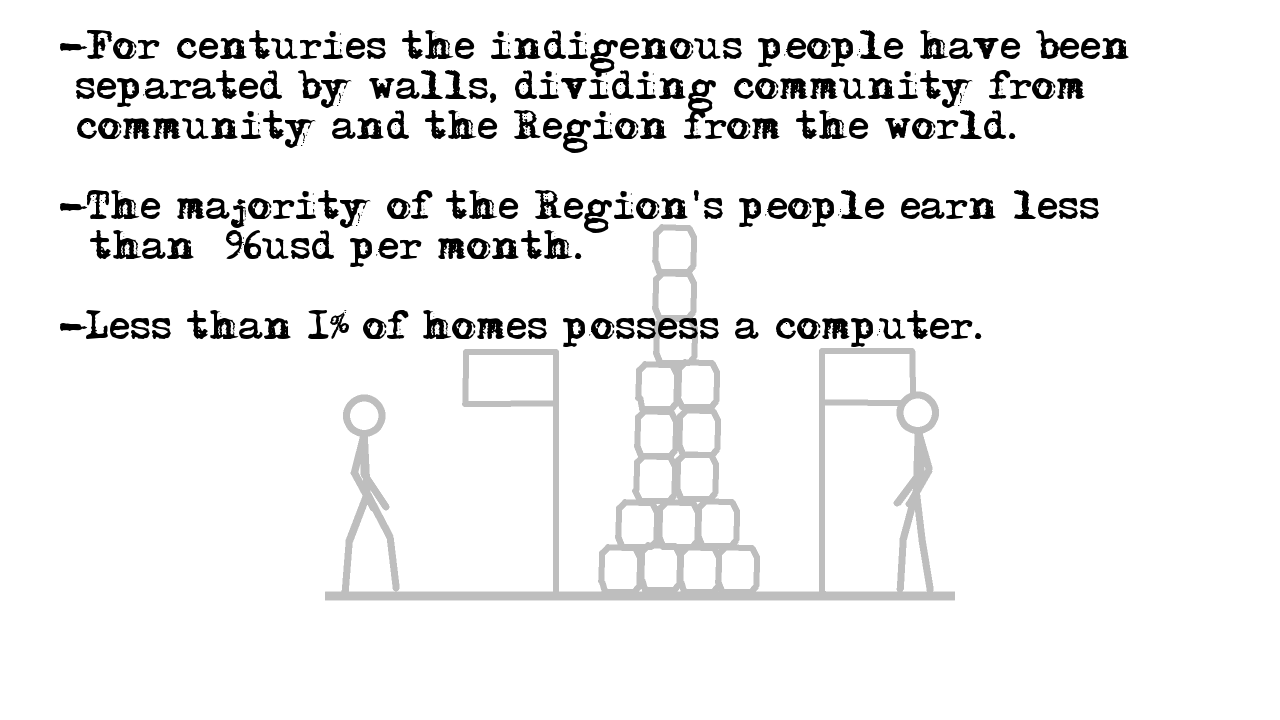 -For centuries the indigenous people have been
separated by walls, dividing community from
community and the Region from the world.
-The majority of the Region's people earn less
than 96usd per month.
-Less than 1% of homes possess a computer.